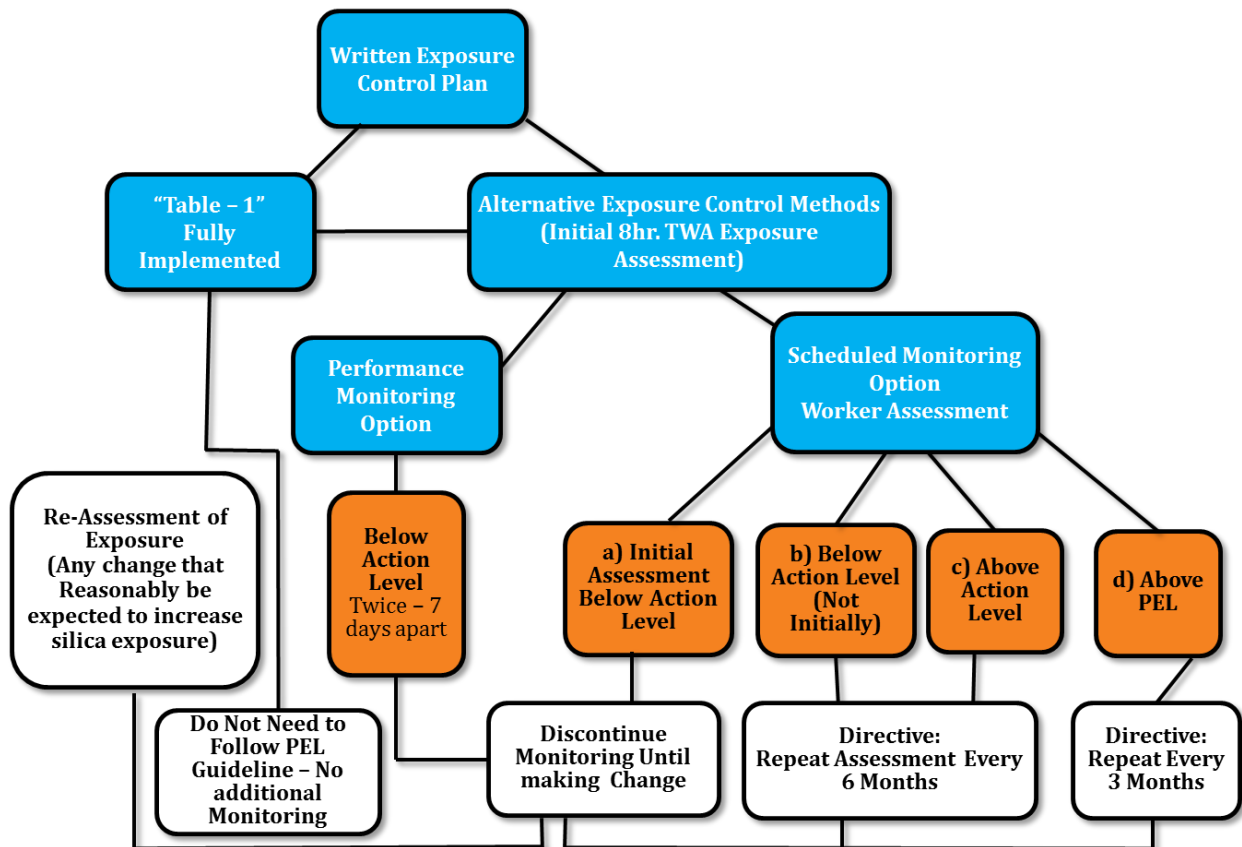 Written Exposure
Control Plan
“Table – 1”
Fully
Implemented
Alternative Exposure Control Methods
(Initial 8hr. TWA Exposure
Assessment)
Performance
Monitoring
Option
Scheduled Monitoring
Option
Worker Assessment
Re-Assessment of
Exposure
(Any change that
Reasonably be
expected to increase
silica exposure)
Below
Action
Level
Twice – 7
days apart
a) Initial
Assessment
Below Action
Level
b) Below
Action Level
(Not
Initially)
c) Above
Action
Level
d) Above
PEL
Do Not Need to
Follow PEL
Guideline – No
additional
Monitoring
Discontinue
Monitoring Until
making Change
Directive:
Repeat Assessment Every
6 Months
Directive:
Repeat Every
3 Months